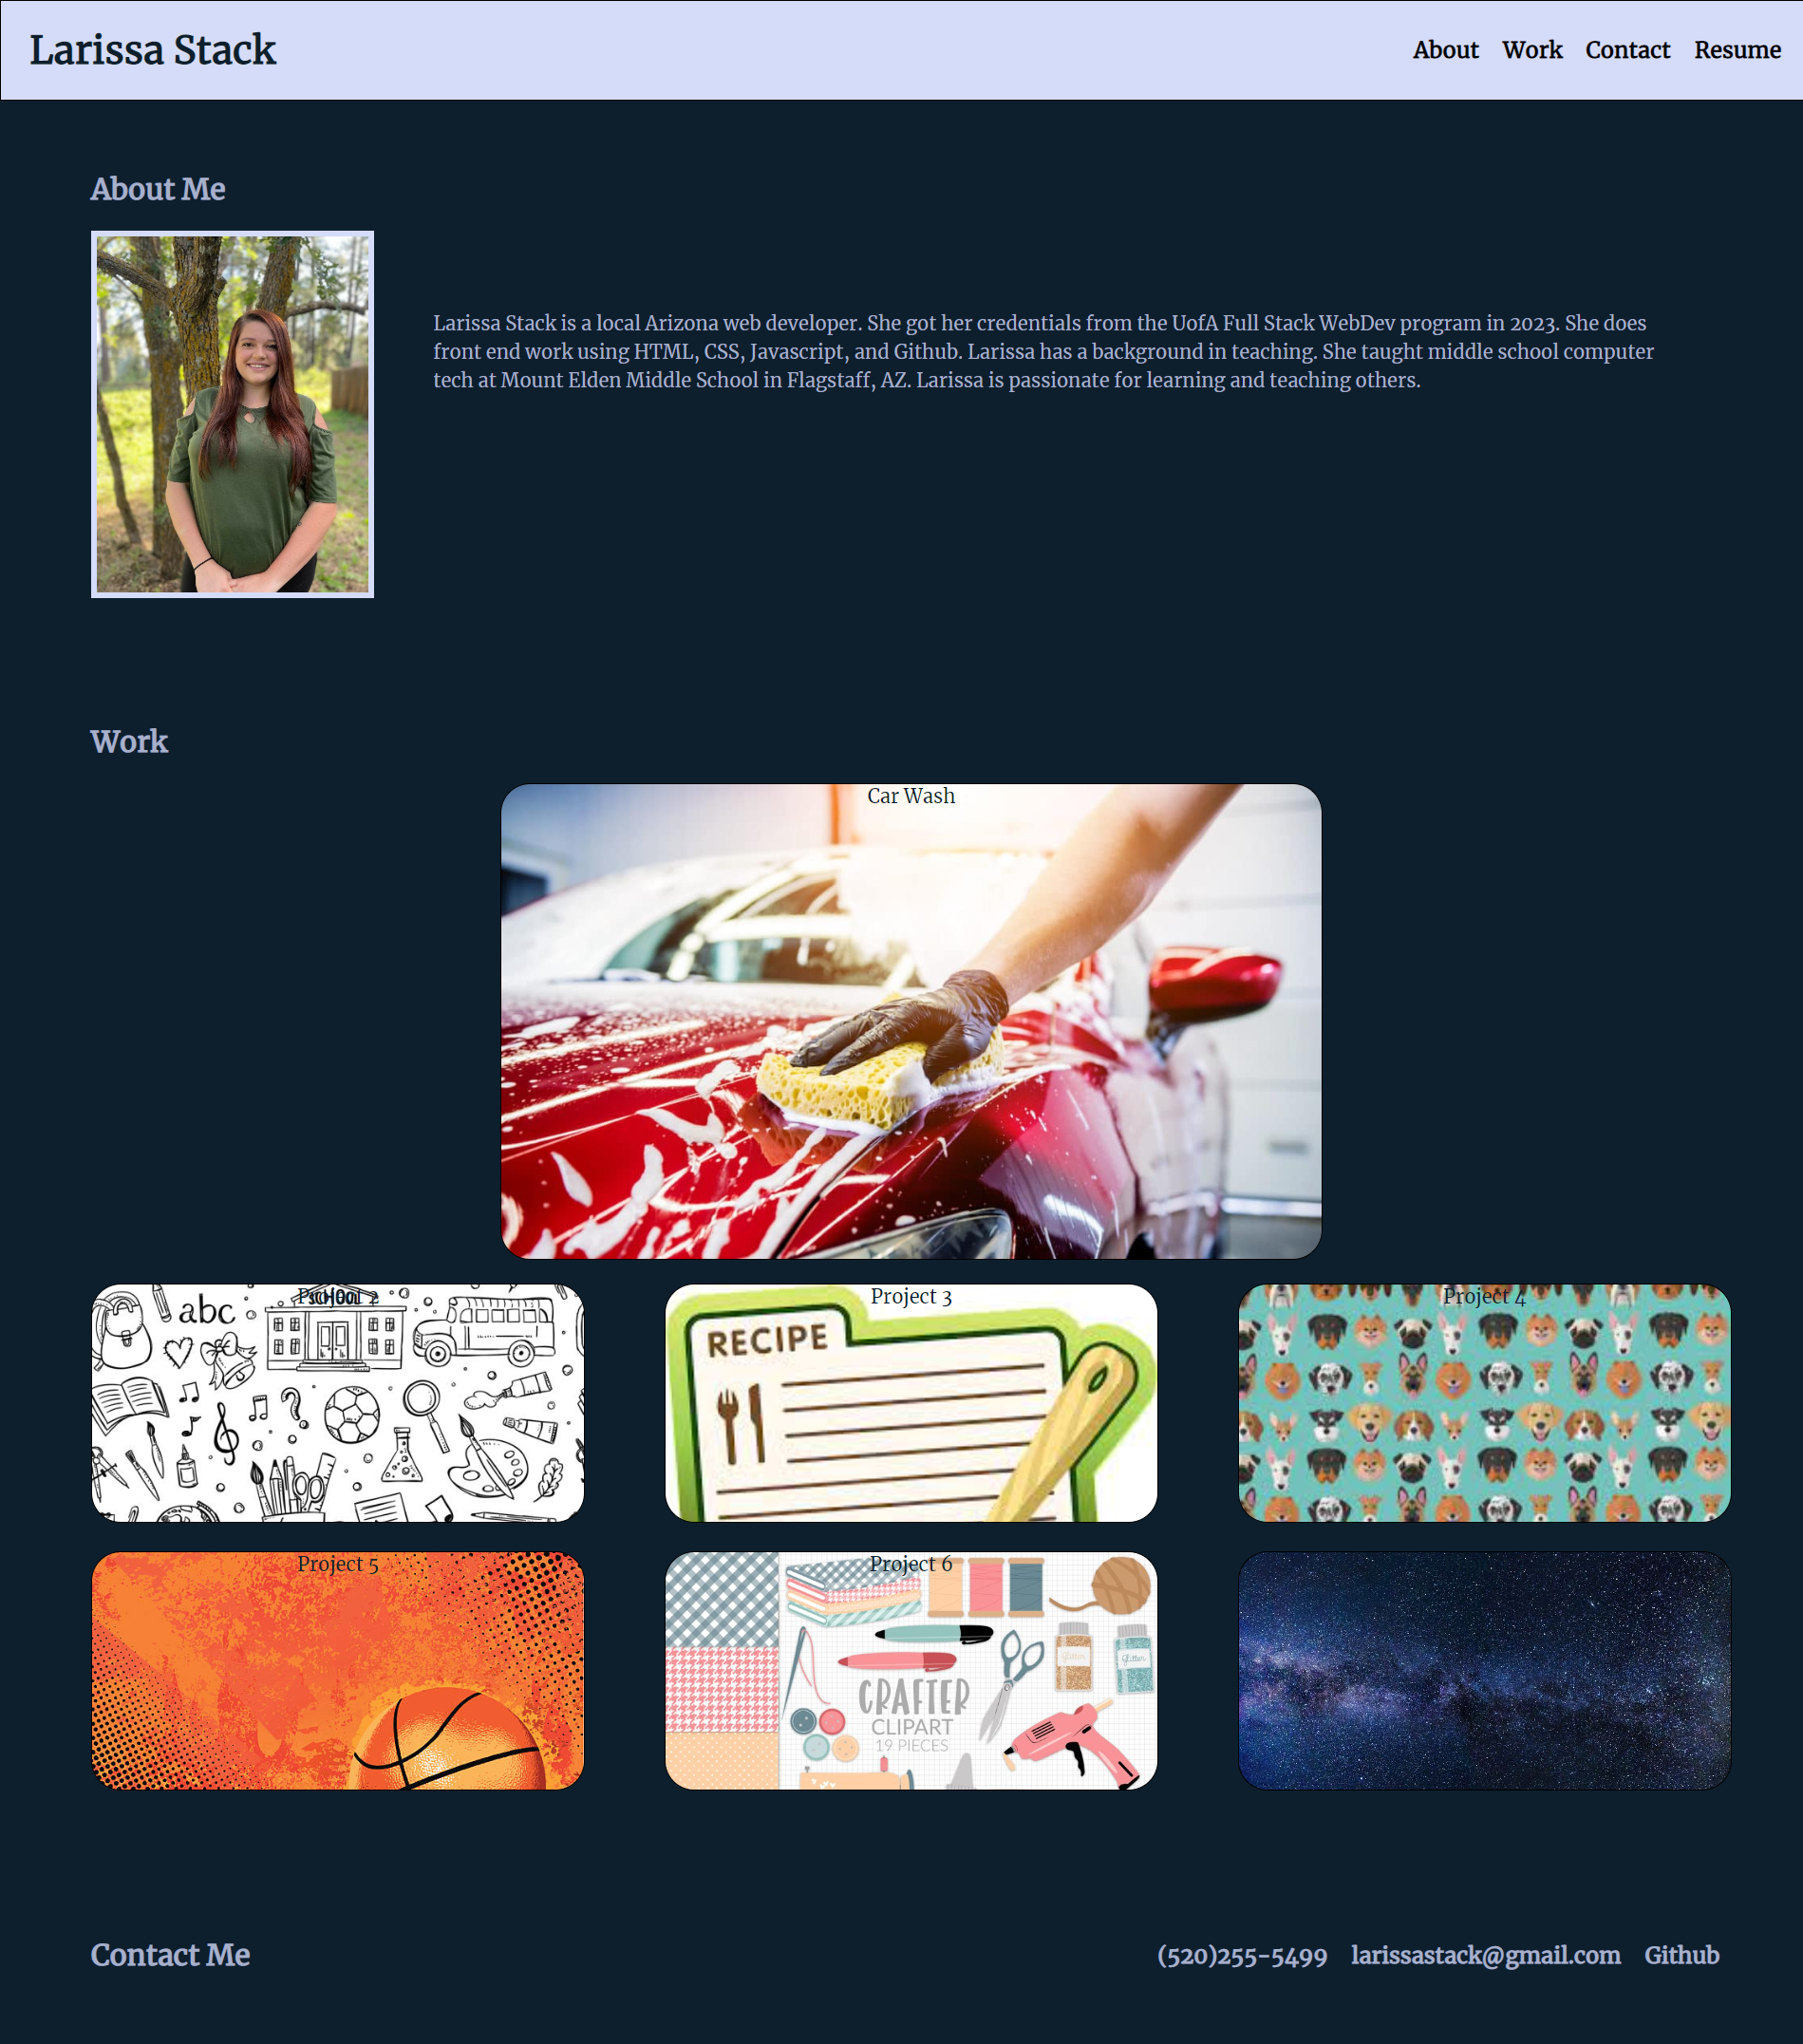 Larissa Stack
About Work Contact Resume
About Me
Larissa Stack is a local Arizona web developer. She got her credentials from the UofA Full Stack WebDev program in 2023. She does
front end work using HTML, CSS, Javascript, and Github. Larissa has a background in teaching. She taught middle school computer
tech at Mount Elden Middle School in Flagstaff, AZ. Larissa is passionate for learning and teaching others.
Work
Car Wash
Project 2
SCHOOL
abc
Project 3
RECIPE
Project 4
Project 5
Project 6
Glitter
Glitter
CRAFTER
CLIPART
19 PIECES
Contact Me
(520)255-5499 larissastack@gmail.com Github